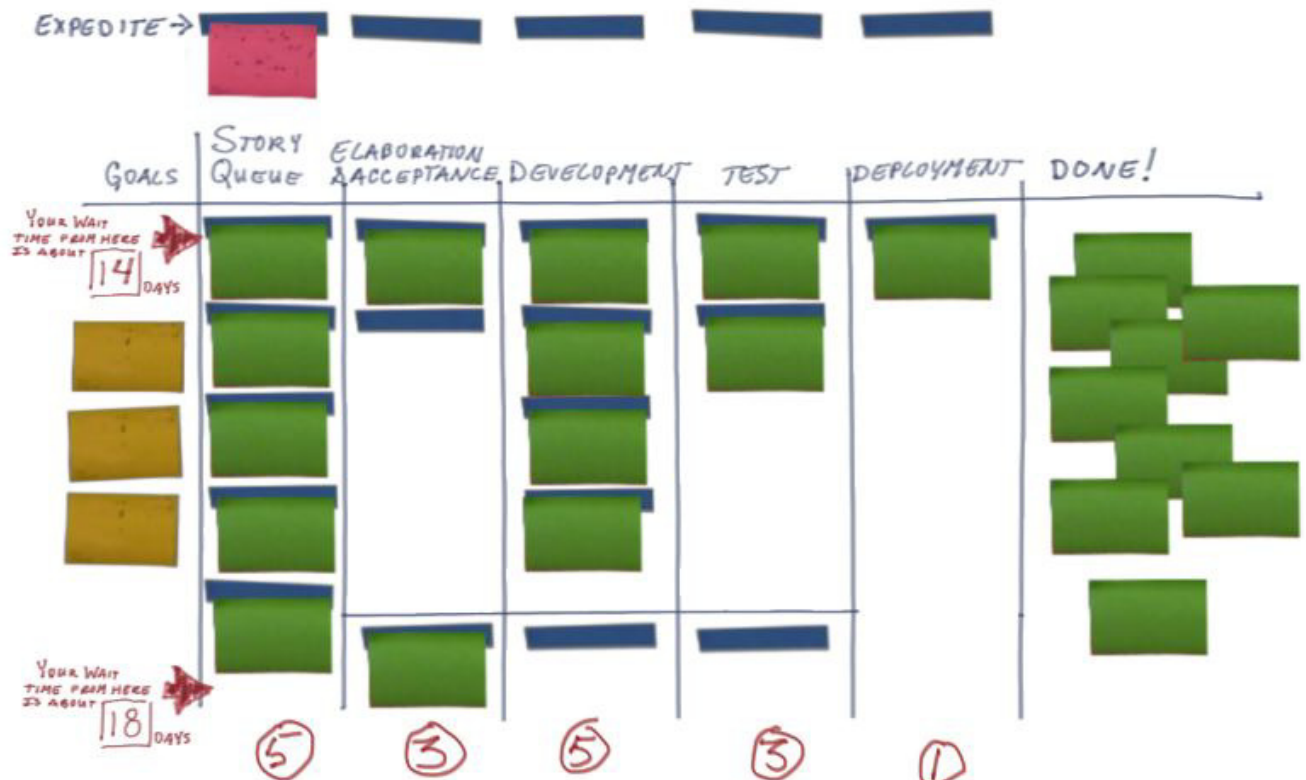 EXPEDITE →
GOALS
STORY
QUEUE
ELABORATION
& ACCEPTANCE
DEVELOPMENT
TEST
DEPLOYMENT
DONE!
YOUR WAIT
TIME FROM HERE
IS ABOUT
14 DAYS
YOUR WAIT
TIME FROM HERE
IS ABOUT
18 DAYS
5 3 5 3 1